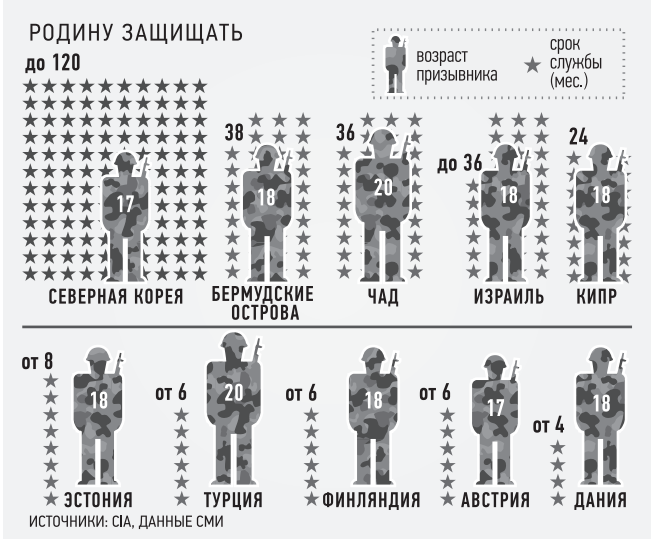 РОДИНУ ЗАЩИЩАТЬ
возраст
призывника
срок
службы
(мес.)
до 120
17
СЕВЕРНАЯ КОРЕЯ
38
18
БЕРМУДСКИЕ
ОСТРОВА
36
20
ЧАД
до 36
18
ИЗРАИЛЬ
24
18
КИПР
от 8
18
ЭСТОНИЯ
20
ТУРЦИЯ
от 6
от 6
18
ФИНЛЯНДИЯ
от 6
17
АВСТРИЯ
от 4
18
ДАНИЯ
ИСТОЧНИКИ: CIA, ДАННЫЕ СМИ